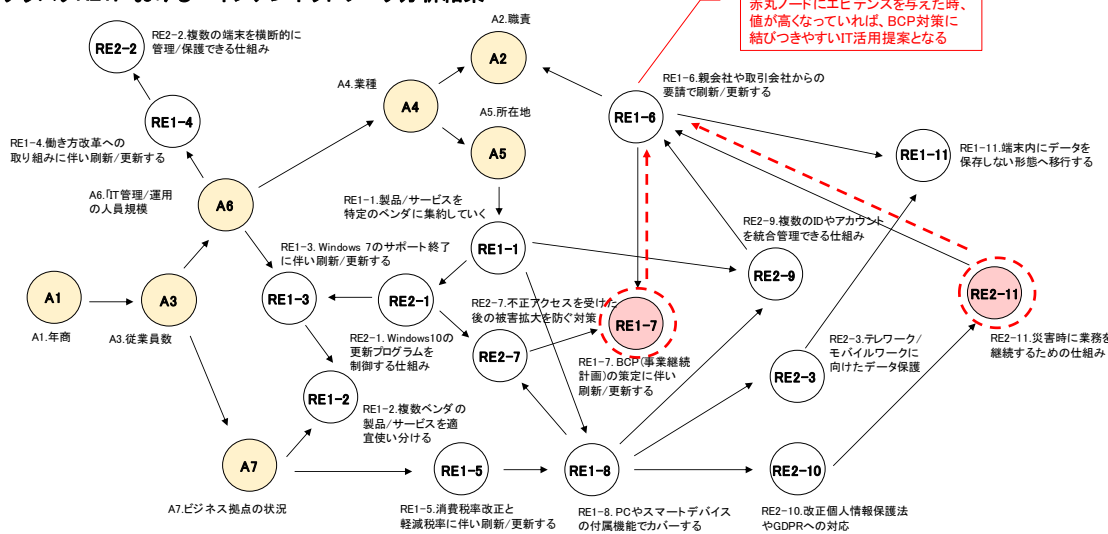 赤丸ノードにエビデンスを与えた時、
値が高くなっていれば、BCP対策に
結びつきやすいIT活用提案となる
A2.職責
RE2-2
RE2-2.複数の端末を横断的に
管理/保護できる仕組み
A2
A4.業種
A4
RE1-6.親会社や取引会社からの
要請で刷新/更新する
RE1-6
RE1-4
A5.所在地
RE1-4.働き方改革への
取り組みに伴い刷新/更新する
A5
RE1-11
RE1-11.端末内にデータを
保存しない形態へ移行する
A6.「IT管理/運用
の人員規模
A6
RE1-1.製品/サービスを
特定のベンダに集約していく
RE1-1
RE2-9.複数のIDやアカウント
を統合管理できる仕組み
RE2-9
RE1-3. Windows 7のサポート終了
に伴い刷新/更新する
A1
A3
RE1-3
RE2-1
RE2-7.不正アクセスを受けた
後の被害拡大を防ぐ対策
RE1-7
RE2-11
A1.年商
A3.従業員数
RE2-1. Windows10の
更新プログラムを
制御する仕組み
RE2-7
RE1-7. BCP(事業継続
計画)の策定に伴い
刷新/更新する
RE2-3.テレワーク/
モバイルワークに
向けたデータ保護
RE2-3
RE2-11.災害時に業務を
継続するための仕組み
RE1-2
RE1-2.複数ベンダの
製品/サービスを適
宜使い分ける
A7
RE1-5
RE1-8
RE2-10
A7.ビジネス拠点の状況
RE1-5.消費税率改正と
軽減税率に伴い刷新/更新する
RE1-8. PCやスマートデバイス
の付属機能でカバーする
RE2-10.改正個人情報保護法
やGDPRへの対応